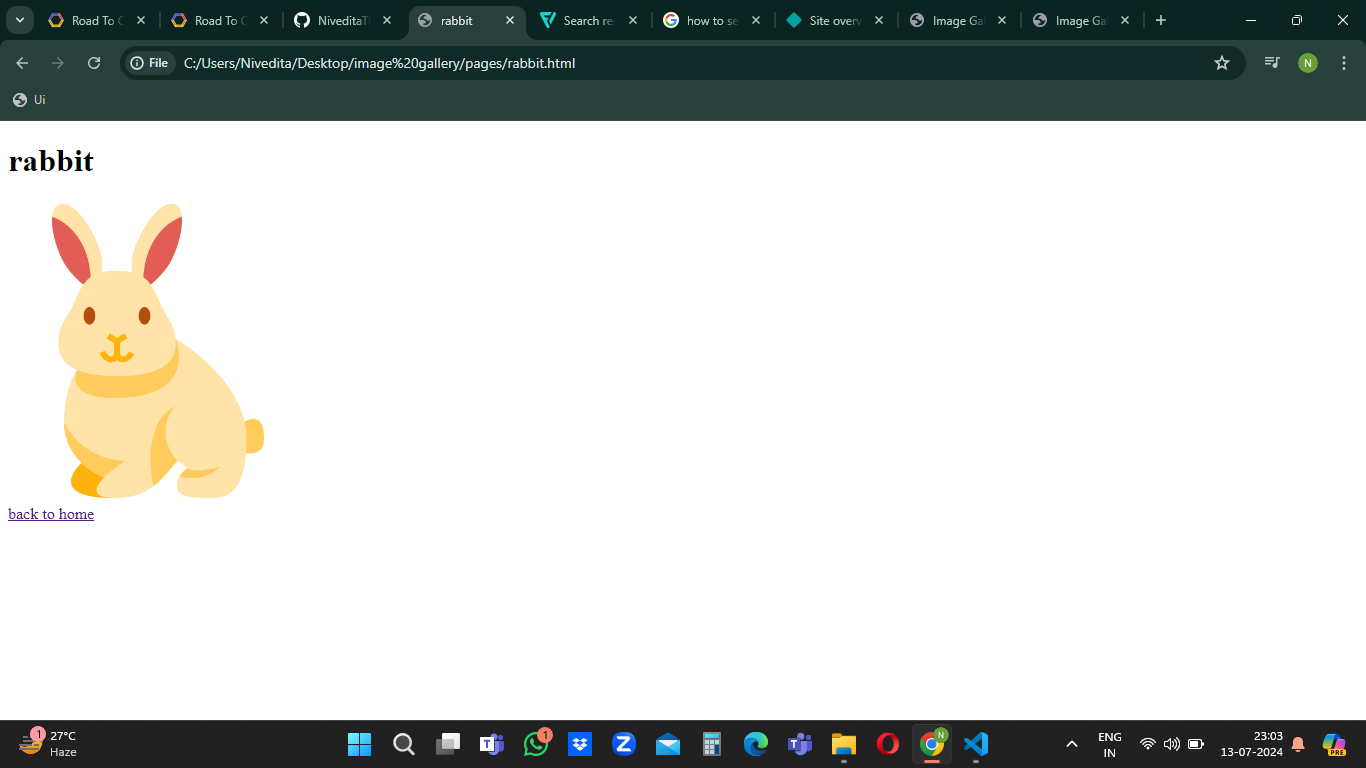 Road To C
Road To C
NiveditaT
rabbit
Search re
how to se
Site overv
Image Ga
Image Ga
File
C:/Users/Nivedita/Desktop/image%20gallery/pages/rabbit.html
N
Ui
rabbit
back to home
1
27°C
Haze
1
N
ENG
IN
23:03
13-07-2024
PRE